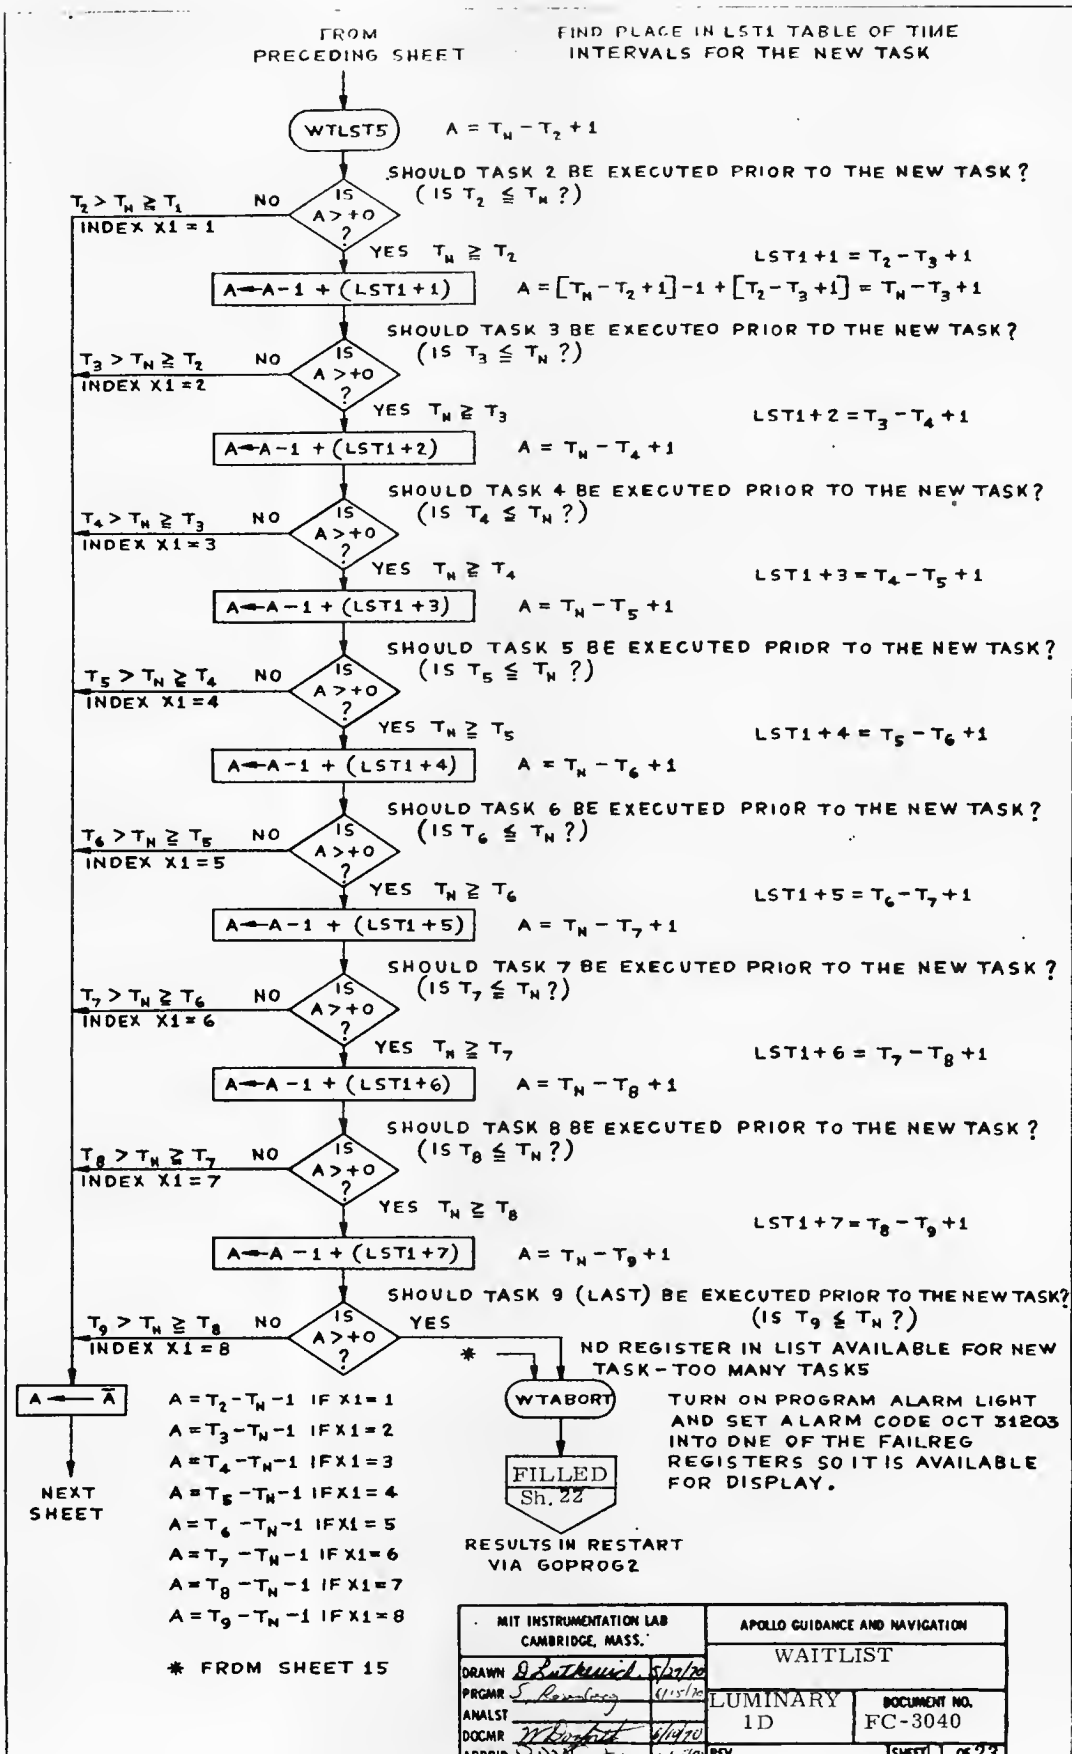 FROM
PRECEDING SHEET
FIND PLACE IN LST1 TABLE OF TIME
INTERVALS FOR THE NEW TASK
WTLST5
A = T_N - T_2 + 1
SHOULD TASK 2 BE EXECUTED PRIOR TO THE NEW TASK?
(IS T_2 ≦ T_N ?)
IS
A > +0
?
NO
T_2 > T_N ≧ T_1
INDEX X1 = 1
YES T_N ≧ T_2
LST1+1 = T_2 - T_3 + 1
A←A-1 + (LST1+1)
A = [T_N - T_2 + 1] - 1 + [T_2 - T_3 + 1] = T_N - T_3 + 1
SHOULD TASK 3 BE EXECUTED PRIOR TO THE NEW TASK?
(IS T_3 ≦ T_N ?)
IS
A > +0
?
NO
T_3 > T_N ≧ T_2
INDEX X1 = 2
YES T_N ≧ T_3
LST1+2 = T_3 - T_4 + 1
A←A-1 + (LST1+2)
A = T_N - T_4 + 1
SHOULD TASK 4 BE EXECUTED PRIOR TO THE NEW TASK?
(IS T_4 ≦ T_N ?)
IS
A > +0
?
NO
T_4 > T_N ≧ T_3
INDEX X1 = 3
YES T_N ≧ T_4
LST1+3 = T_4 - T_5 + 1
A←A-1 + (LST1+3)
A = T_N - T_5 + 1
SHOULD TASK 5 BE EXECUTED PRIOR TO THE NEW TASK?
(IS T_5 ≦ T_N ?)
IS
A > +0
?
NO
T_5 > T_N ≧ T_4
INDEX X1 = 4
YES T_N ≧ T_5
LST1+4 = T_5 - T_6 + 1
A←A-1 + (LST1+4)
A = T_N - T_6 + 1
SHOULD TASK 6 BE EXECUTED PRIOR TO THE NEW TASK?
(IS T_6 ≦ T_N ?)
IS
A > +0
?
NO
T_6 > T_N ≧ T_5
INDEX X1 = 5
YES T_N ≧ T_6
LST1+5 = T_6 - T_7 + 1
A←A-1 + (LST1+5)
A = T_N - T_7 + 1
SHOULD TASK 7 BE EXECUTED PRIOR TO THE NEW TASK?
(IS T_7 ≦ T_N ?)
IS
A > +0
?
NO
T_7 > T_N ≧ T_6
INDEX X1 = 6
YES T_N ≧ T_7
LST1+6 = T_7 - T_8 + 1
A←A-1 + (LST1+6)
A = T_N - T_8 + 1
SHOULD TASK 8 BE EXECUTED PRIOR TO THE NEW TASK?
(IS T_8 ≦ T_N ?)
IS
A > +0
?
NO
T_8 > T_N ≧ T_7
INDEX X1 = 7
YES T_N ≧ T_8
LST1+7 = T_8 - T_9 + 1
A←A-1 + (LST1+7)
A = T_N - T_9 + 1
SHOULD TASK 9 (LAST) BE EXECUTED PRIOR TO THE NEW TASK?
(IS T_9 ≦ T_N ?)
IS
A > +0
?
NO
YES
T_9 > T_N ≧ T_8
INDEX X1 = 8
*
NO REGISTER IN LIST AVAILABLE FOR NEW
TASK - TOO MANY TASKS
WTABORT
TURN ON PROGRAM ALARM LIGHT
AND SET ALARM CODE OCT 31203
INTO ONE OF THE FAILREG
REGISTERS SO IT IS AVAILABLE
FOR DISPLAY.
FILLED
Sh. 22
RESULTS IN RESTART
VIA GOPROG2
A ← A̅
NEXT
SHEET
A = T_2 - T_N - 1 IF X1 = 1
A = T_3 - T_N - 1 IF X1 = 2
A = T_4 - T_N - 1 IF X1 = 3
A = T_5 - T_N - 1 IF X1 = 4
A = T_6 - T_N - 1 IF X1 = 5
A = T_7 - T_N - 1 IF X1 = 6
A = T_8 - T_N - 1 IF X1 = 7
A = T_9 - T_N - 1 IF X1 = 8
* FROM SHEET 15
MIT INSTRUMENTATION LAB
CAMBRIDGE, MASS.
APOLLO GUIDANCE AND NAVIGATION
WAITLIST
DRAWN 5/27/70
PRGMR S.
ANALST
DOCMR
LUMINARY
1D
DOCUMENT NO.
FC-3040
REV
SHEET OF 22